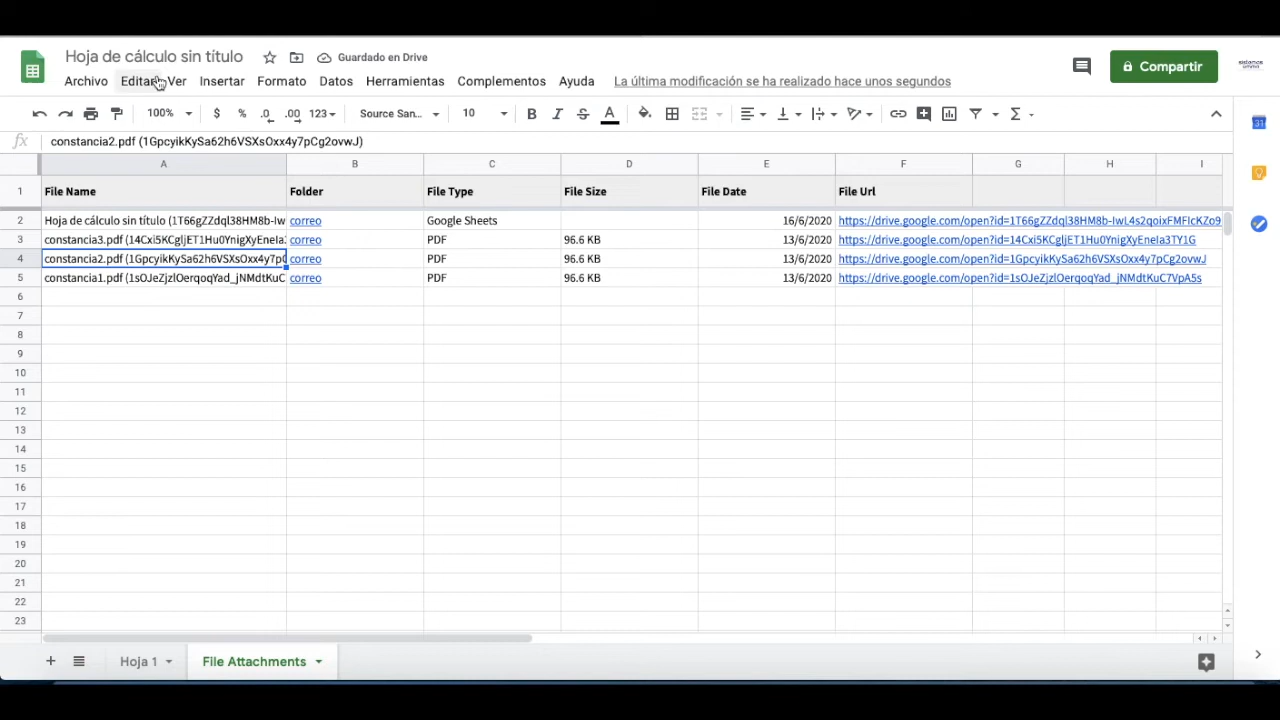 Hoja de cálculo sin título Guardado en Drive
Archivo Editar Ver Insertar Formato Datos Herramientas Complementos Ayuda La última modificación se ha realizado hace unos segundos
Compartir
100% $ % .0 .00 123 Source San... 10 B I S A
fx constancia2.pdf (1GpcyikKySa62h6VSXsOxx4y7pCg2ovwJ)
A B C D E F G H I
1 File Name Folder File Type File Size File Date File Url
2 Hoja de cálculo sin título (1T66gZZdql38HM8b-IwL correo Google Sheets 16/6/2020 https://drive.google.com/open?id=1T66gZZdql38HM8b-IwL4s2qoixFMFIcKZo9
3 constancia3.pdf (14Cxi5KCgljET1Hu0YnigXyEneIa3 correo PDF 96.6 KB 13/6/2020 https://drive.google.com/open?id=14Cxi5KCgljET1Hu0YnigXyEneIa3TY1G
4 constancia2.pdf (1GpcyikKySa62h6VSXsOxx4y7pC correo PDF 96.6 KB 13/6/2020 https://drive.google.com/open?id=1GpcyikKySa62h6VSXsOxx4y7pCg2ovwJ
5 constancia1.pdf (1sOJeZjzlOerqoqYad_jNMdtKuC correo PDF 96.6 KB 13/6/2020 https://drive.google.com/open?id=1sOJeZjzlOerqoqYad_jNMdtKuC7VpA5s
6
7
8
9
10
11
12
13
14
15
16
17
18
19
20
21
22
23
Hoja 1 File Attachments
31